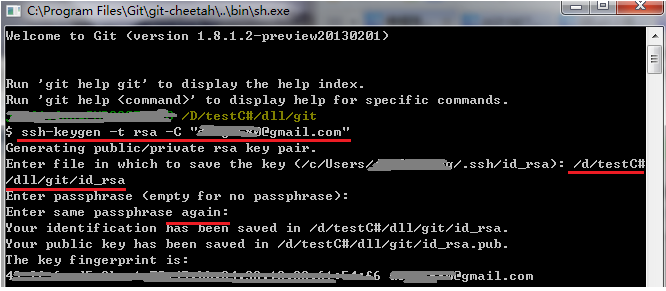 C:\Program Files\Git\git-cheetah\..\bin\sh.exe
Welcome to Git (version 1.8.1.2-preview20130201)
Run 'git help git' to display the help index.
Run 'git help <command>' to display help for specific commands.
/D/testC#/dll/git
$ ssh-keygen -t rsa -C "@gmail.com"
Generating public/private rsa key pair.
Enter file in which to save the key (/c/Users/g/.ssh/id_rsa): /d/testC#
/dll/git/id_rsa
Enter passphrase (empty for no passphrase):
Enter same passphrase again:
Your identification has been saved in /d/testC#/dll/git/id_rsa.
Your public key has been saved in /d/testC#/dll/git/id_rsa.pub.
The key fingerprint is:
@gmail.com